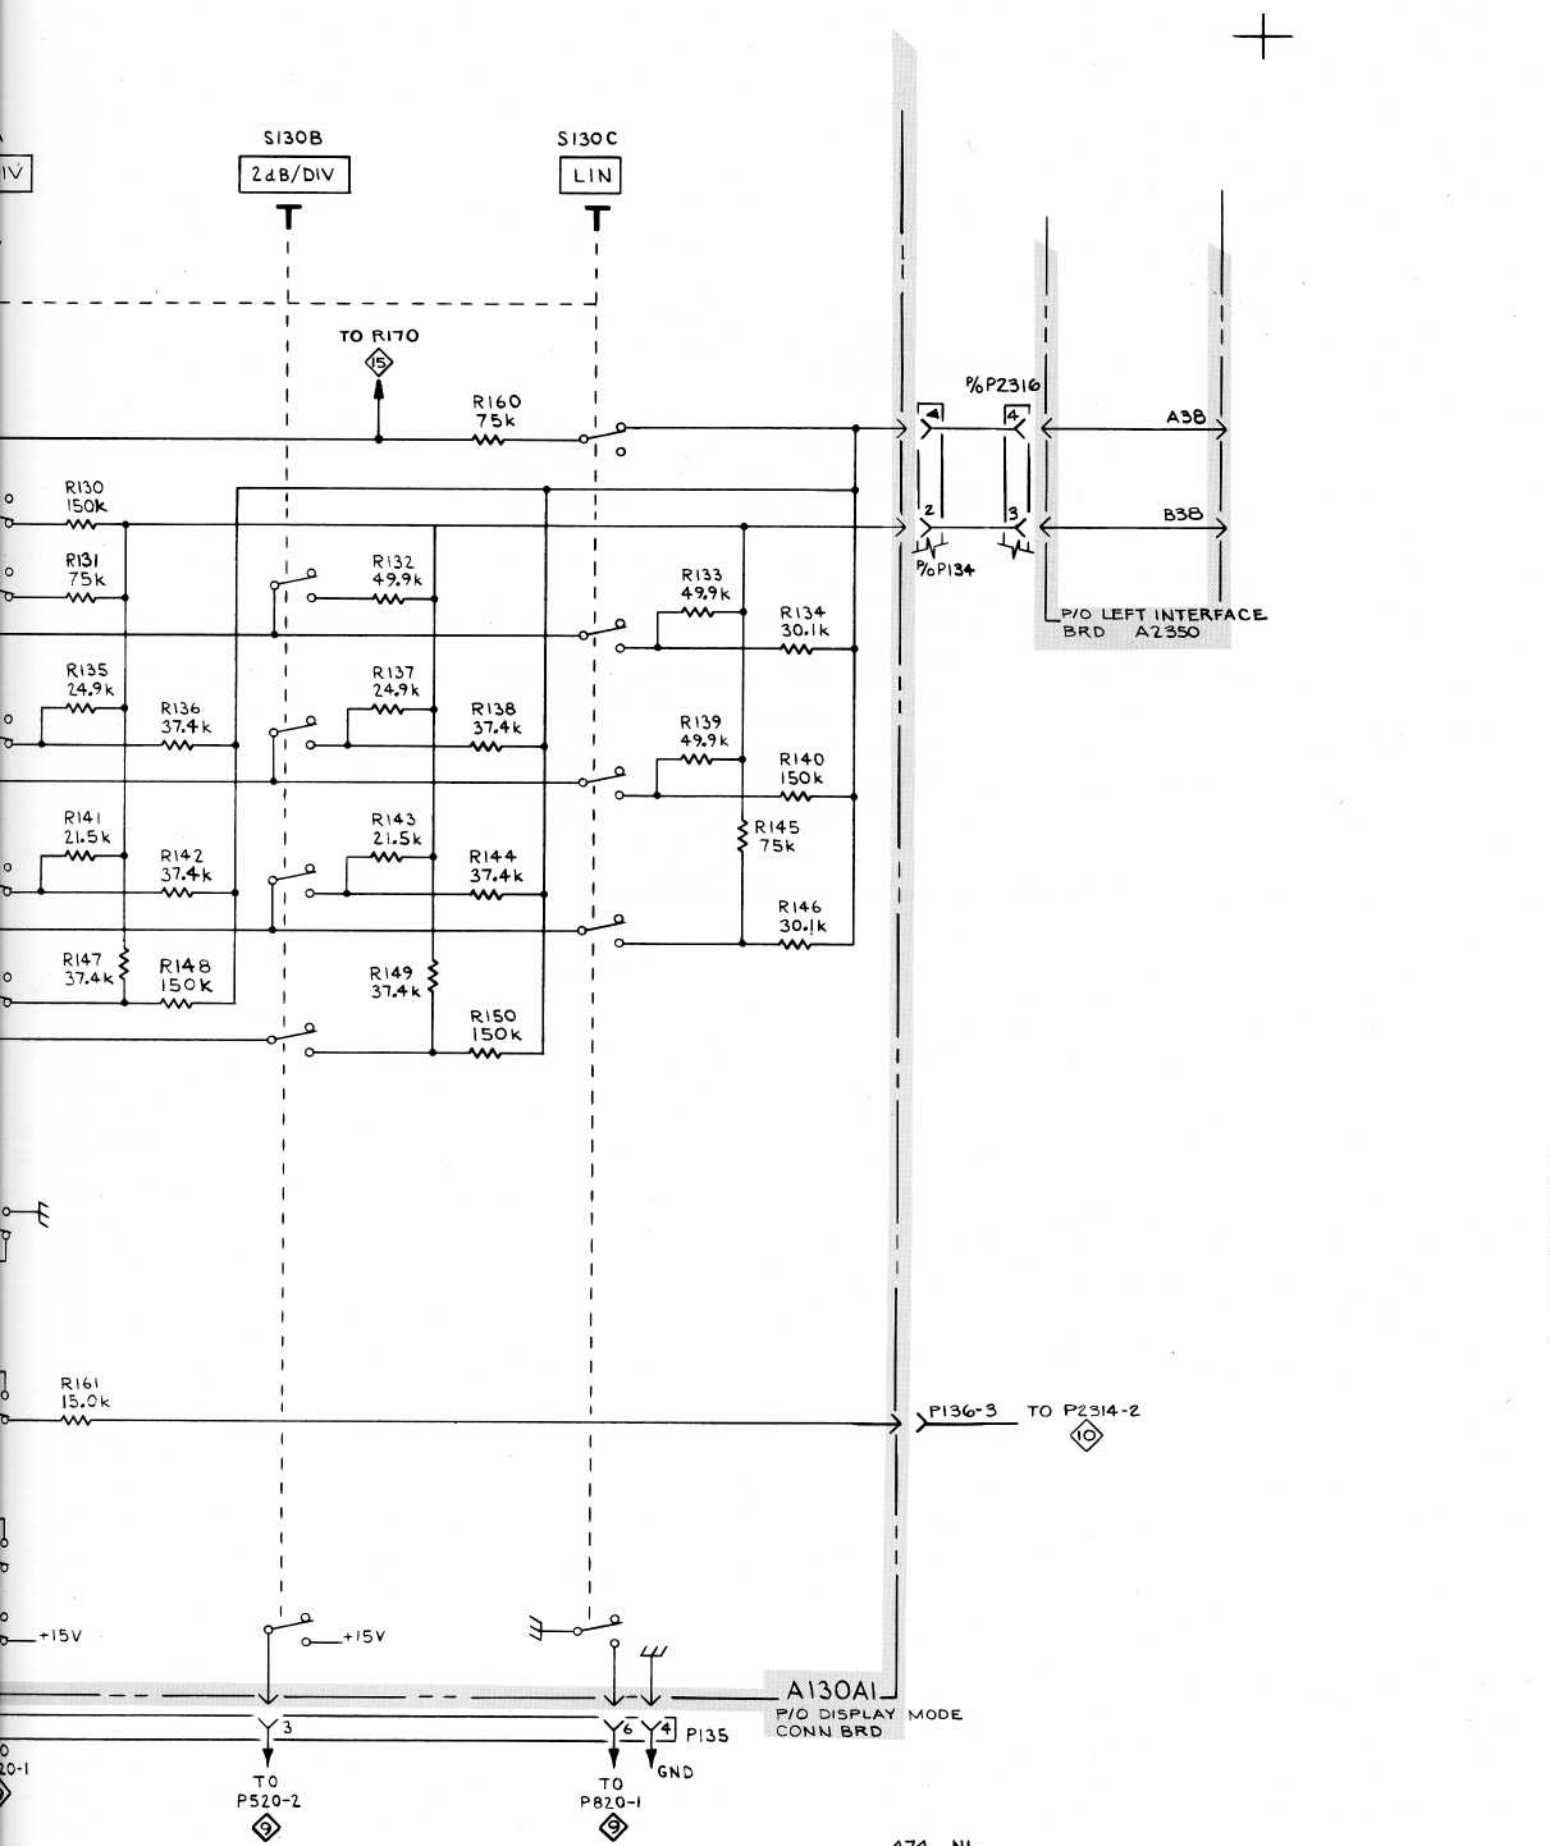 S130B
S130C
IV
2dB/DIV
LIN
TO R170
15
P/O P2316
R160
75k
4
A38
R130
150k
2
3
B38
R131
75k
R132
49.9k
P/O P134
R133
49.9k
R134
30.1k
P/O LEFT INTERFACE
BRD A2350
R135
24.9k
R137
24.9k
R136
37.4k
R138
37.4k
R139
49.9k
R140
150k
R141
21.5k
R143
21.5k
R145
75k
R142
37.4k
R144
37.4k
R146
30.1k
R147
37.4k
R148
150k
R149
37.4k
R150
150k
R161
15.0k
P136-3
TO P2314-2
10
+15V
+15V
A130A1
P/O DISPLAY MODE
CONN BRD
3
6
4
P135
20-1
GND
TO
P520-2
9
TO
P820-1
9